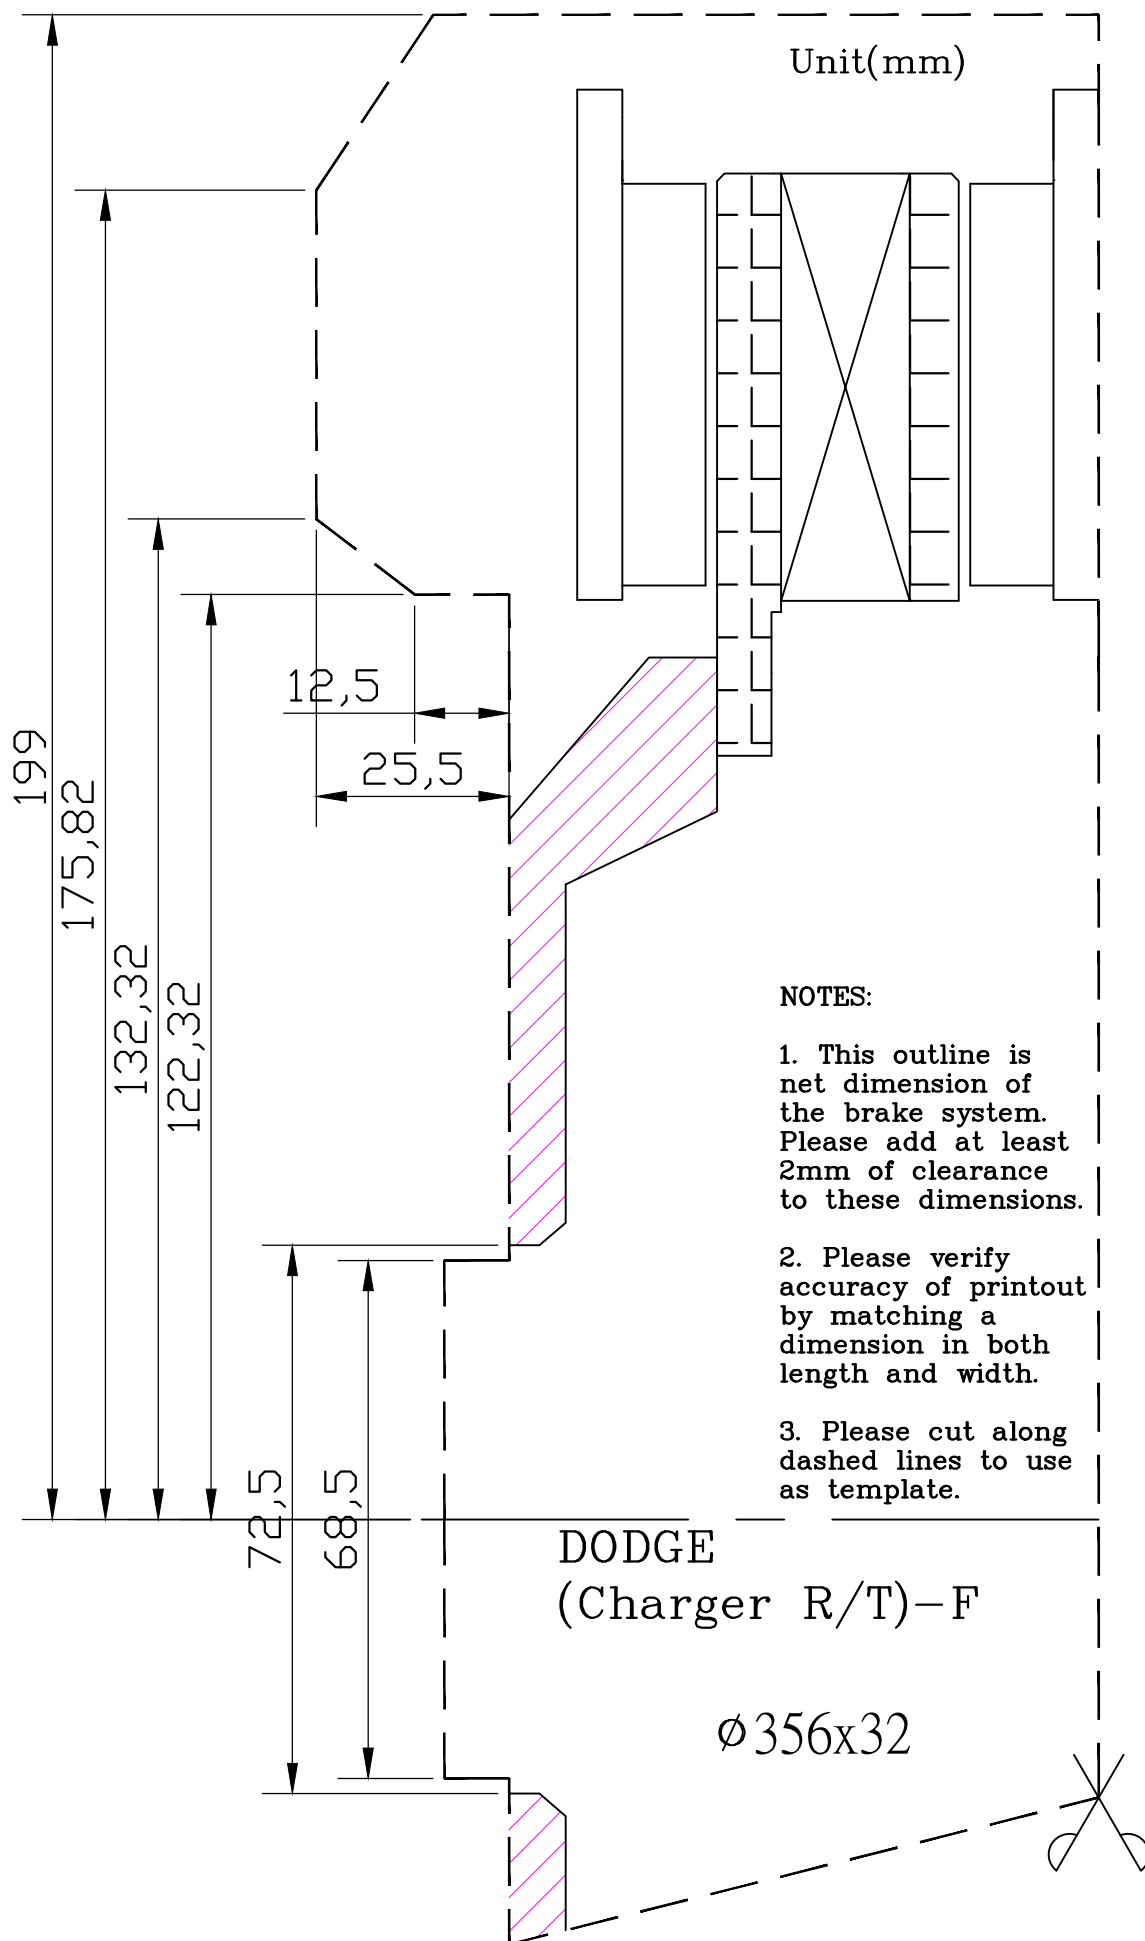 Unit(mm)
12,5
25,5
199
175,82
132,32
122,32
NOTES:
1. This outline is
net dimension of
the brake system.
Please add at least
2mm of clearance
to these dimensions.
2. Please verify
accuracy of printout
by matching a
dimension in both
length and width.
3. Please cut along
dashed lines to use
as template.
72,5
68,5
DODGE
(Charger R/T)-F
Ø356x32